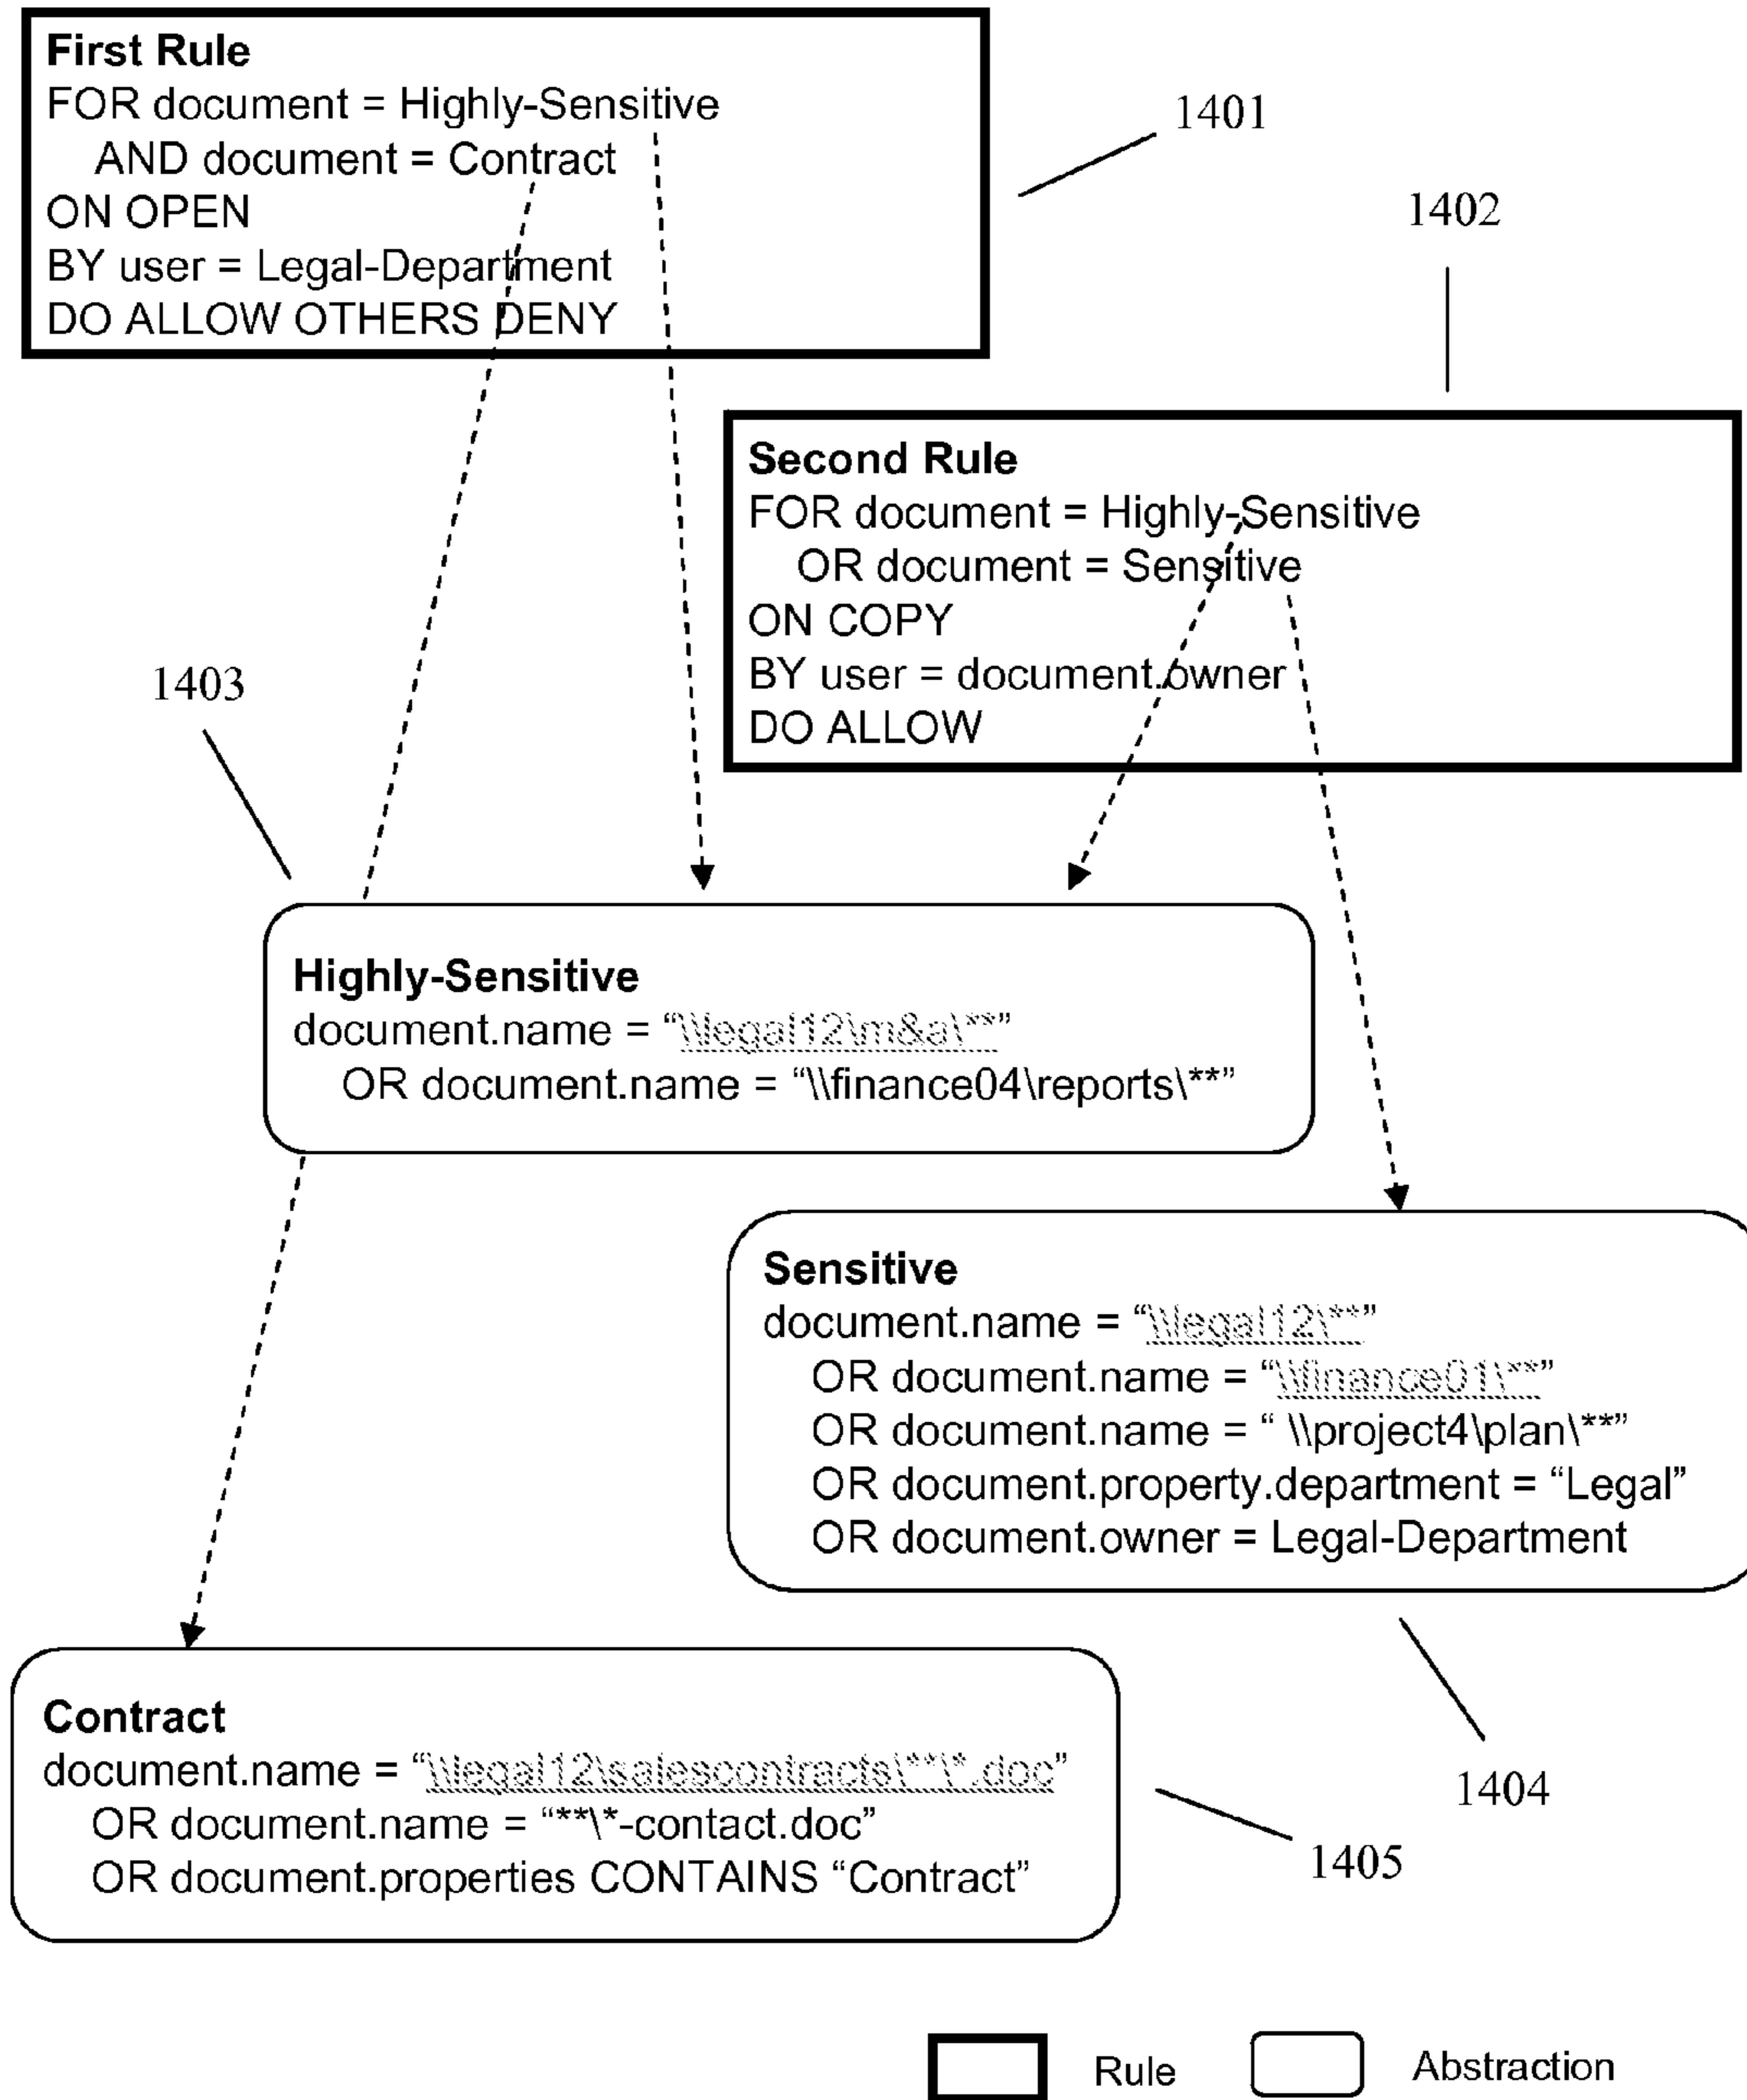 First Rule
FOR document = Highly-Sensitive
AND document = Contract
ON OPEN
BY user = Legal-Department
DO ALLOW OTHERS DENY
1401
1402
Second Rule
FOR document = Highly-Sensitive
OR document = Sensitive
ON COPY
BY user = document.owner
DO ALLOW
1403
Highly-Sensitive
document.name = “\\legal12\m&a\**”
OR document.name = “\\finance04\reports\**”
Sensitive
document.name = “\\legal12\**”
OR document.name = “\\finance01\**”
OR document.name = “ \\project4\plan\**”
OR document.property.department = “Legal”
OR document.owner = Legal-Department
1404
Contract
document.name = “\\legal12\salescontracts\**\*.doc”
OR document.name = “**\*-contact.doc”
OR document.properties CONTAINS “Contract”
1405
Rule Abstraction